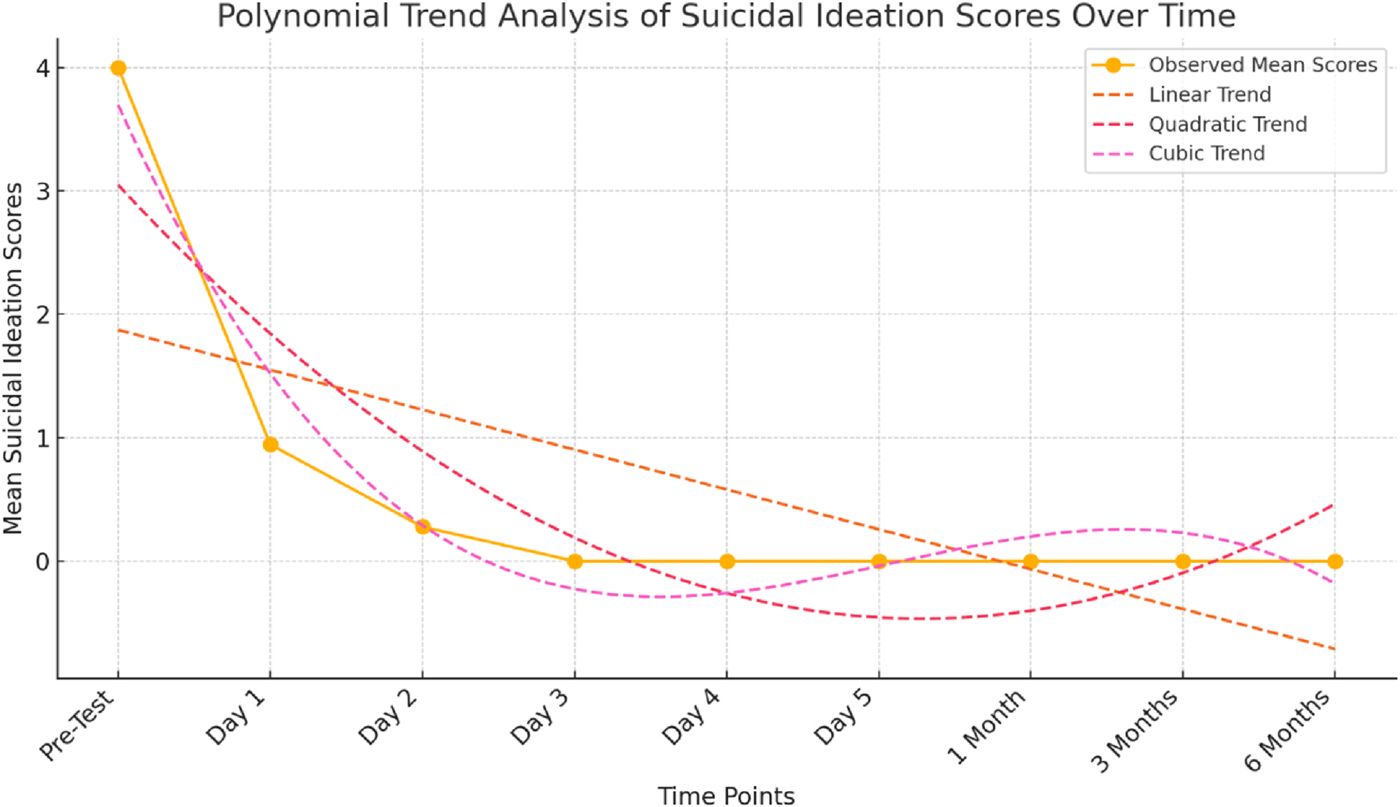 Polynomial Trend Analysis of Suicidal Ideation Scores Over Time
Observed Mean Scores
Linear Trend
Quadratic Trend
Cubic Trend
Mean Suicidal Ideation Scores
4
3
2
1
0
Pre-Test
Day 1
Day 2
Day 3
Day 4
Day 5
1 Month
3 Months
6 Months
Time Points